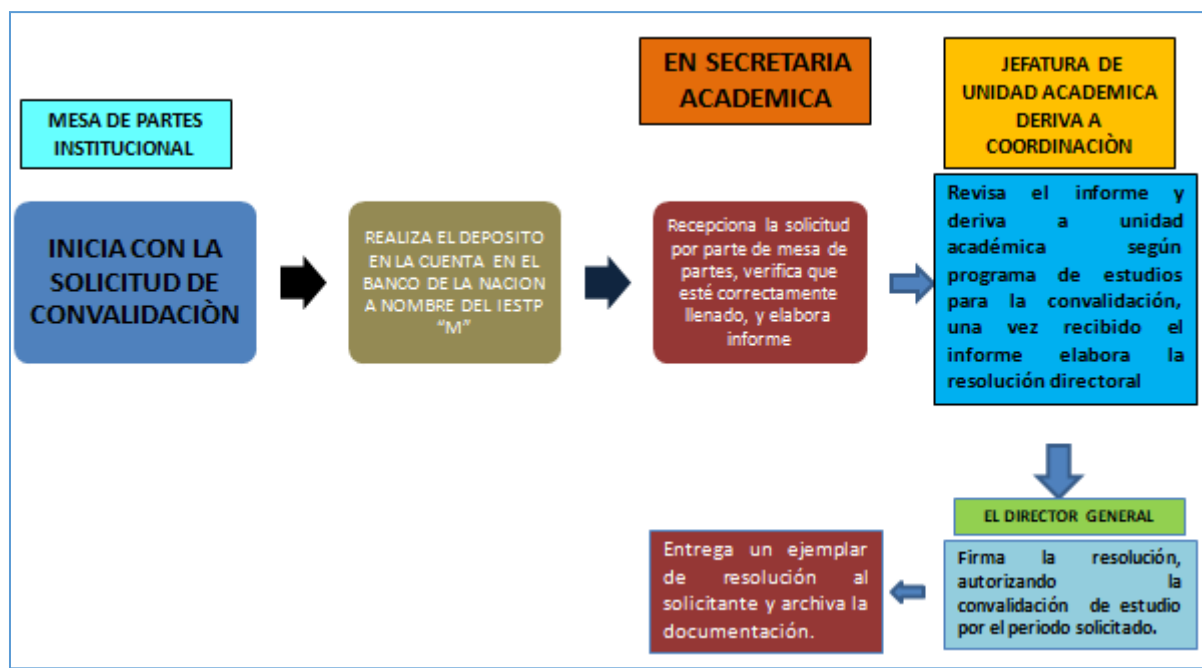 MESA DE PARTES
INSTITUCIONAL
INICIA CON LA
SOLICITUD DE
CONVALIDACIÒN
REALIZA EL DEPOSITO
EN LA CUENTA EN EL
BANCO DE LA NACION
A NOMBRE DEL IESTP
“M”
EN SECRETARIA
ACADEMICA
Recepciona la solicitud
por parte de mesa de
partes, verifica que
esté correctamente
llenado, y elabora
informe
JEFATURA DE
UNIDAD ACADEMICA
DERIVA A
COORDINACIÒN
Revisa el informe y
deriva a unidad
académica según
programa de estudios
para la convalidación,
una vez recibido el
informe elabora la
resolución directoral
EL DIRECTOR GENERAL
Firma la resolución,
autorizando la
convalidación de estudio
por el periodo solicitado.
Entrega un ejemplar
de resolución al
solicitante y archiva la
documentación.